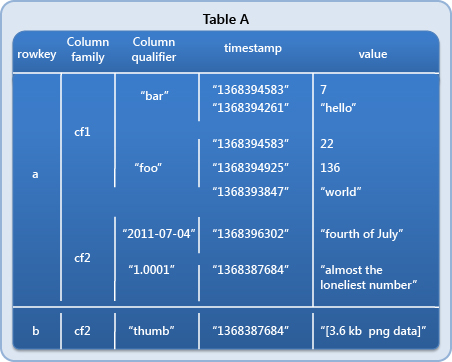 Table A
rowkey Column family Column qualifier timestamp value
a cf1 “bar” “1368394583” 7
“1368394261” “hello”
“foo” “1368394583” 22
“1368394925” 136
“1368393847” “world”
cf2 “2011-07-04” “1368396302” “fourth of July”
“1.0001” “1368387684” “almost the
loneliest number”
b cf2 “thumb” “1368387684” “[3.6 kb png data]”